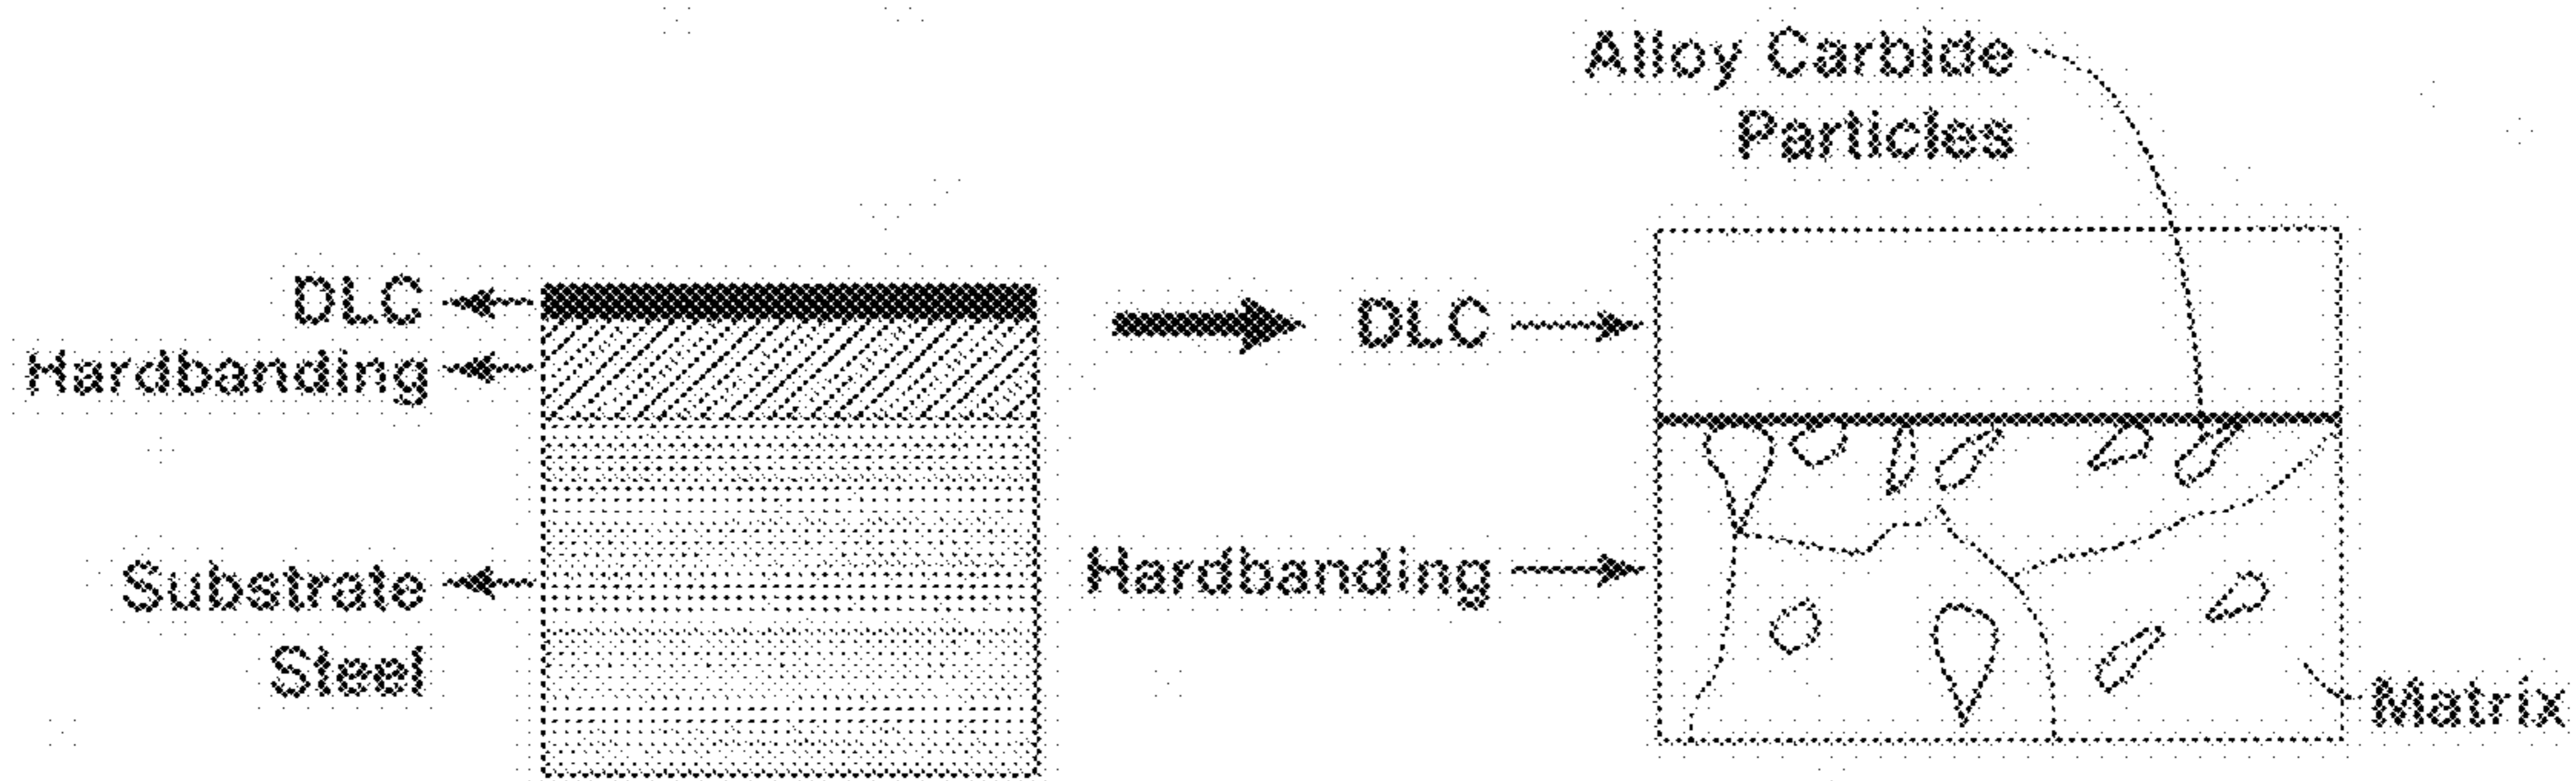 Alloy Carbide
Particles
DLC
Hardbanding
Substrate
Steel
DLC
Hardbanding
Matrix